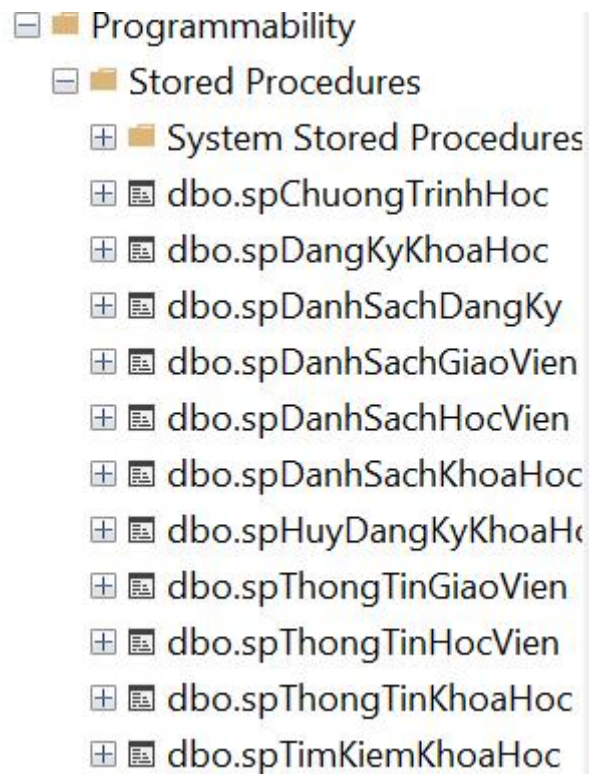 Programmability
Stored Procedures
System Stored Procedures
dbo.spChuongTrinhHoc
dbo.spDangKyKhoaHoc
dbo.spDanhSachDangKy
dbo.spDanhSachGiaoVien
dbo.spDanhSachHocVien
dbo.spDanhSachKhoaHoc
dbo.spHuyDangKyKhoaHo
dbo.spThongTinGiaoVien
dbo.spThongTinHocVien
dbo.spThongTinKhoaHoc
dbo.spTimKiemKhoaHoc